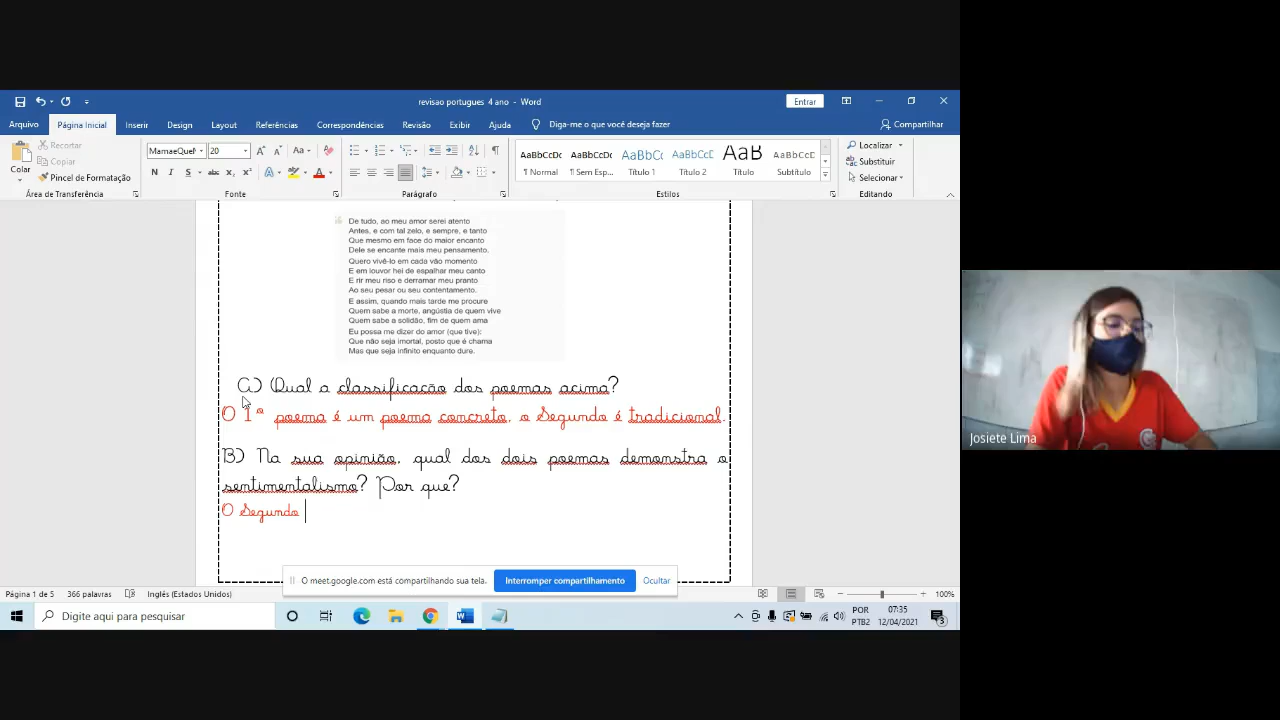 revisao portugues 4 ano - Word
Entrar
Arquivo Página Inicial Inserir Design Layout Referências Correspondências Revisão Exibir Ajuda Diga-me o que você deseja fazer Compartilhar
Colar
Recortar
Copiar
Pincel de Formatação
Área de Transferência
MamaeQueN 20
Fonte
Parágrafo
AaBbCcDc AaBbCcDc AaBbCc AaBbCcE AaB AaBbCcD
¶ Normal ¶ Sem Esp... Título 1 Título 2 Título Subtítulo
Estilos
Localizar
Substituir
Selecionar
Editando
De tudo, ao meu amor serei atento
Antes, e com tal zelo, e sempre, e tanto
Que mesmo em face do maior encanto
Dele se encante mais meu pensamento.
Quero vivê-lo em cada vão momento
E em louvor hei de espalhar meu canto
E rir meu riso e derramar meu pranto
Ao seu pesar ou seu contentamento.
E assim, quando mais tarde me procure
Quem sabe a morte, angústia de quem vive
Quem sabe a solidão, fim de quem ama
Eu possa me dizer do amor (que tive):
Que não seja imortal, posto que é chama
Mas que seja infinito enquanto dure.
A) Qual a classificação dos poemas acima?
O 1º poema é um poema concreto, o Segundo é tradicional.
B) Na sua opinião, qual dos dois poemas demonstra o
sentimentalismo? Por que?
O Segundo
O meet.google.com está compartilhando sua tela. Interromper compartilhamento Ocultar
Página 1 de 5 366 palavras Inglês (Estados Unidos) 100%
Digite aqui para pesquisar
POR
PTB2
07:35
12/04/2021
3
Josiete Lima